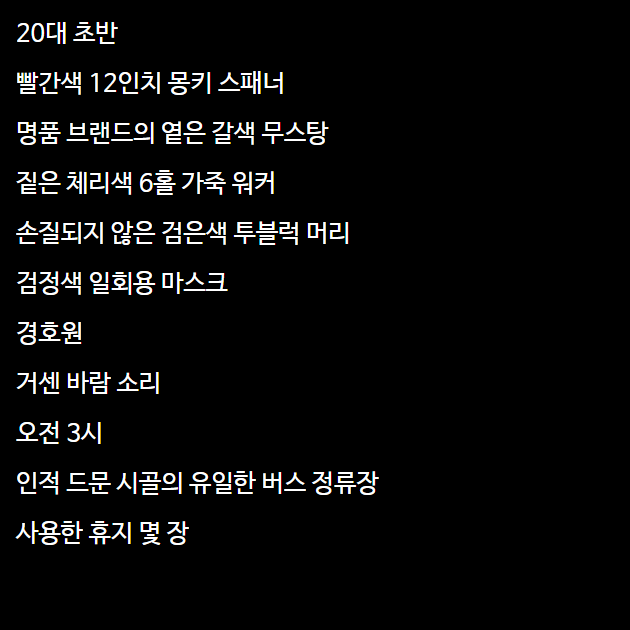 20대 초반
빨간색 12인치 몽키 스패너
명품 브랜드의 옅은 갈색 무스탕
짙은 체리색 6홀 가죽 워커
손질되지 않은 검은색 투블럭 머리
검정색 일회용 마스크
경호원
거센 바람 소리
오전 3시
인적 드문 시골의 유일한 버스 정류장
사용한 휴지 몇 장